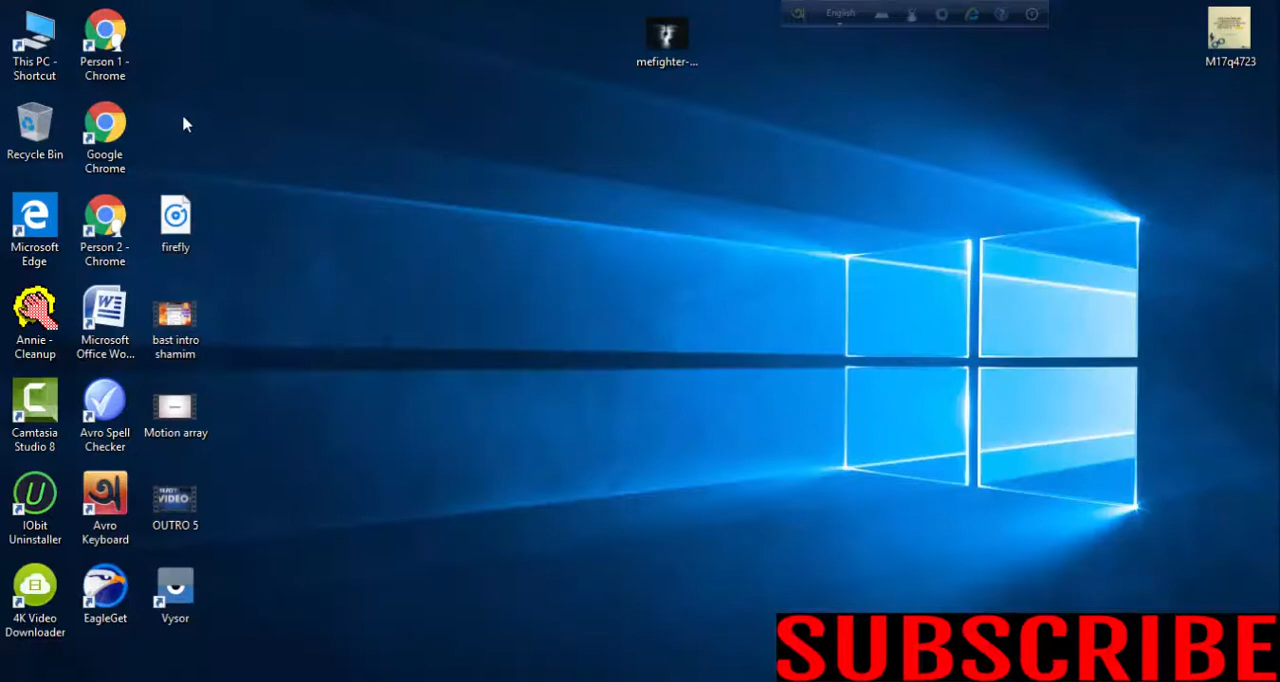 This PC -
Shortcut
Person 1 -
Chrome
mefighter-...
English
M17q4723
Recycle Bin
Google
Chrome
Microsoft
Edge
Person 2 -
Chrome
firefly
Annie -
Cleanup
Microsoft
Office Wo...
bast intro
shamim
Camtasia
Studio 8
Avro Spell
Checker
Motion array
IObit
Uninstaller
Avro
Keyboard
VIDEO
OUTRO 5
4K Video
Downloader
EagleGet
Vysor
SUBSCRIBE